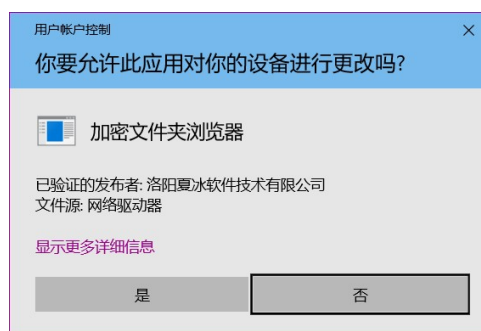 用户帐户控制
你要允许此应用对你的设备进行更改吗?
加密文件夹浏览器
已验证的发布者: 洛阳夏冰软件技术有限公司
文件源: 网络驱动器
显示更多详细信息
是
否